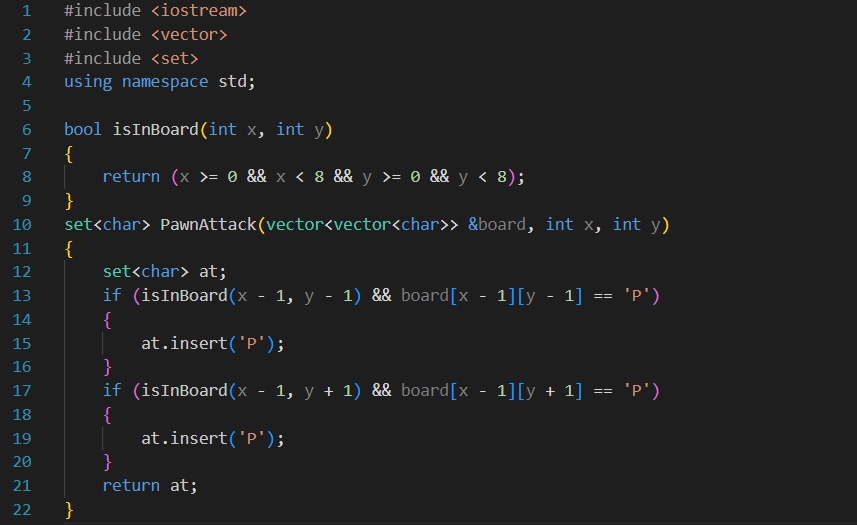 1 #include <iostream>
2 #include <vector>
3 #include <set>
4 using namespace std;
5
6 bool isInBoard(int x, int y)
7 {
8     return (x >= 0 && x < 8 && y >= 0 && y < 8);
9 }
10 set<char> PawnAttack(vector<vector<char>> &board, int x, int y)
11 {
12     set<char> at;
13     if (isInBoard(x - 1, y - 1) && board[x - 1][y - 1] == 'P')
14     {
15         at.insert('P');
16     }
17     if (isInBoard(x - 1, y + 1) && board[x - 1][y + 1] == 'P')
18     {
19         at.insert('P');
20     }
21     return at;
22 }